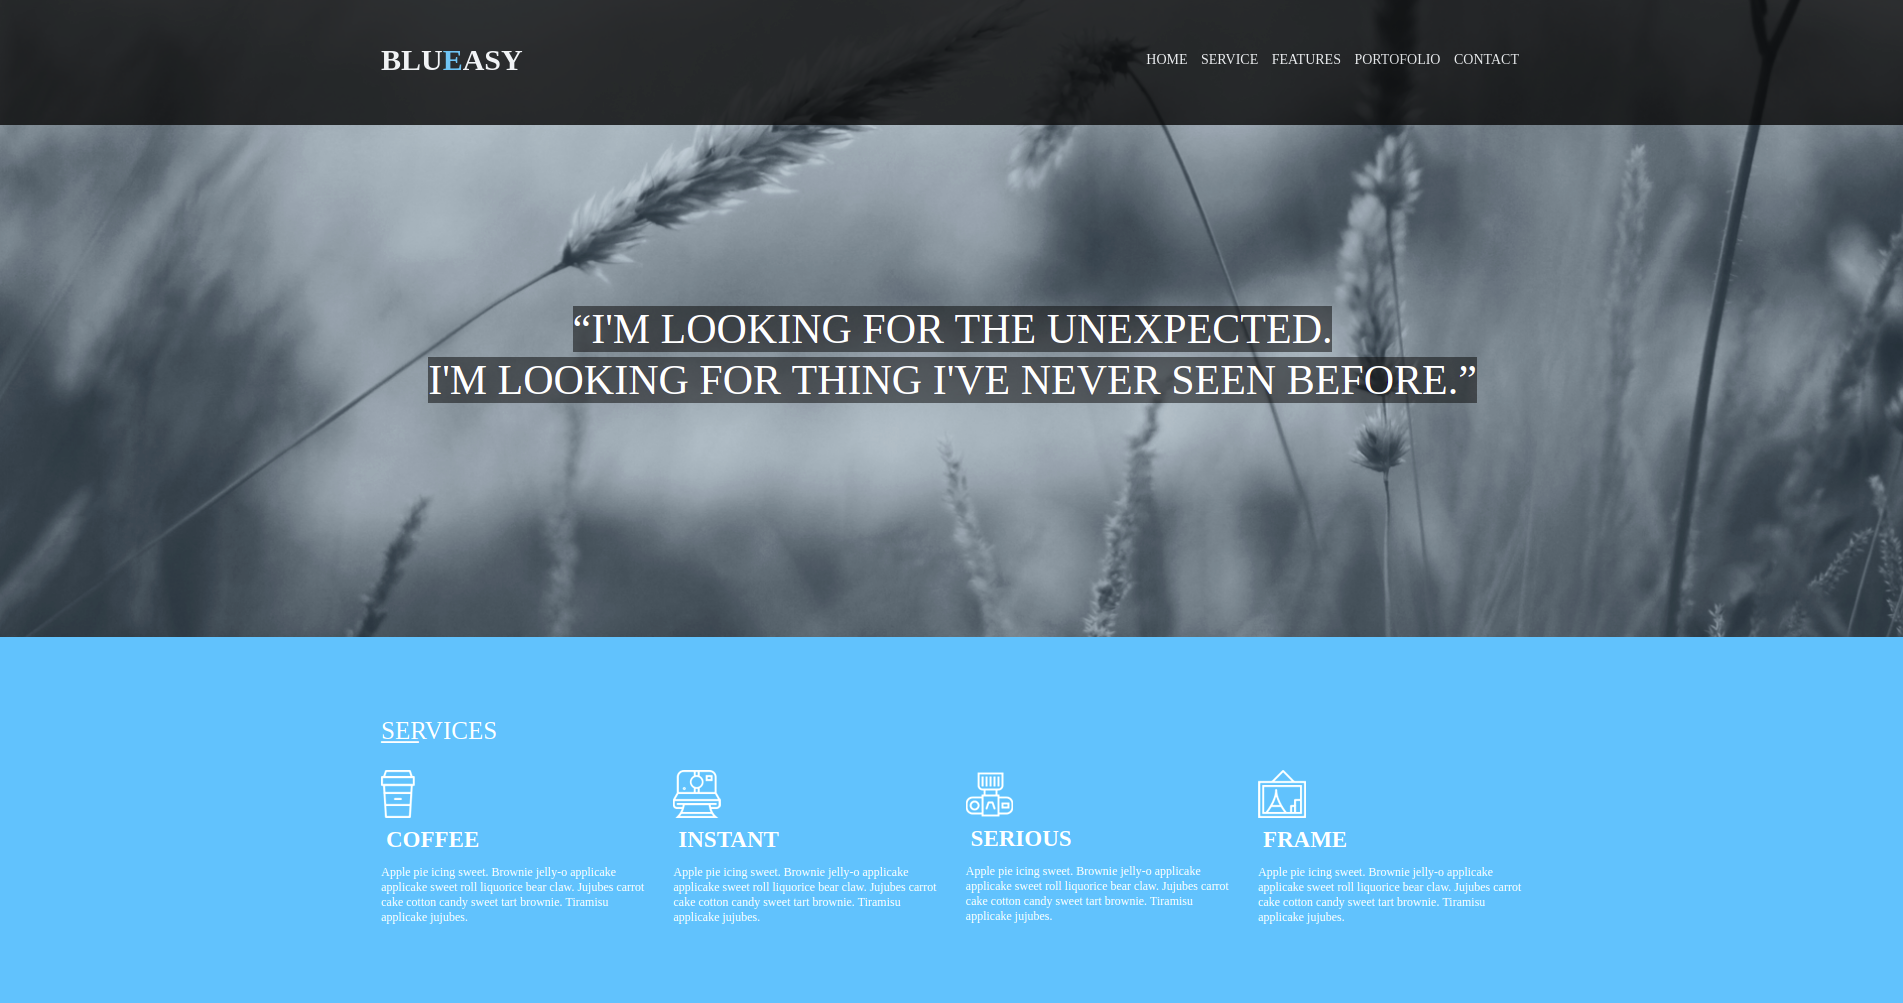 BLUEASY
HOME SERVICE FEATURES PORTOFOLIO CONTACT
“I'M LOOKING FOR THE UNEXPECTED.
I'M LOOKING FOR THING I'VE NEVER SEEN BEFORE.”
SERVICES
COFFEE
Apple pie icing sweet. Brownie jelly-o applicake
applicake sweet roll liquorice bear claw. Jujubes carrot
cake cotton candy sweet tart brownie. Tiramisu
applicake jujubes.
INSTANT
Apple pie icing sweet. Brownie jelly-o applicake
applicake sweet roll liquorice bear claw. Jujubes carrot
cake cotton candy sweet tart brownie. Tiramisu
applicake jujubes.
SERIOUS
Apple pie icing sweet. Brownie jelly-o applicake
applicake sweet roll liquorice bear claw. Jujubes carrot
cake cotton candy sweet tart brownie. Tiramisu
applicake jujubes.
FRAME
Apple pie icing sweet. Brownie jelly-o applicake
applicake sweet roll liquorice bear claw. Jujubes carrot
cake cotton candy sweet tart brownie. Tiramisu
applicake jujubes.